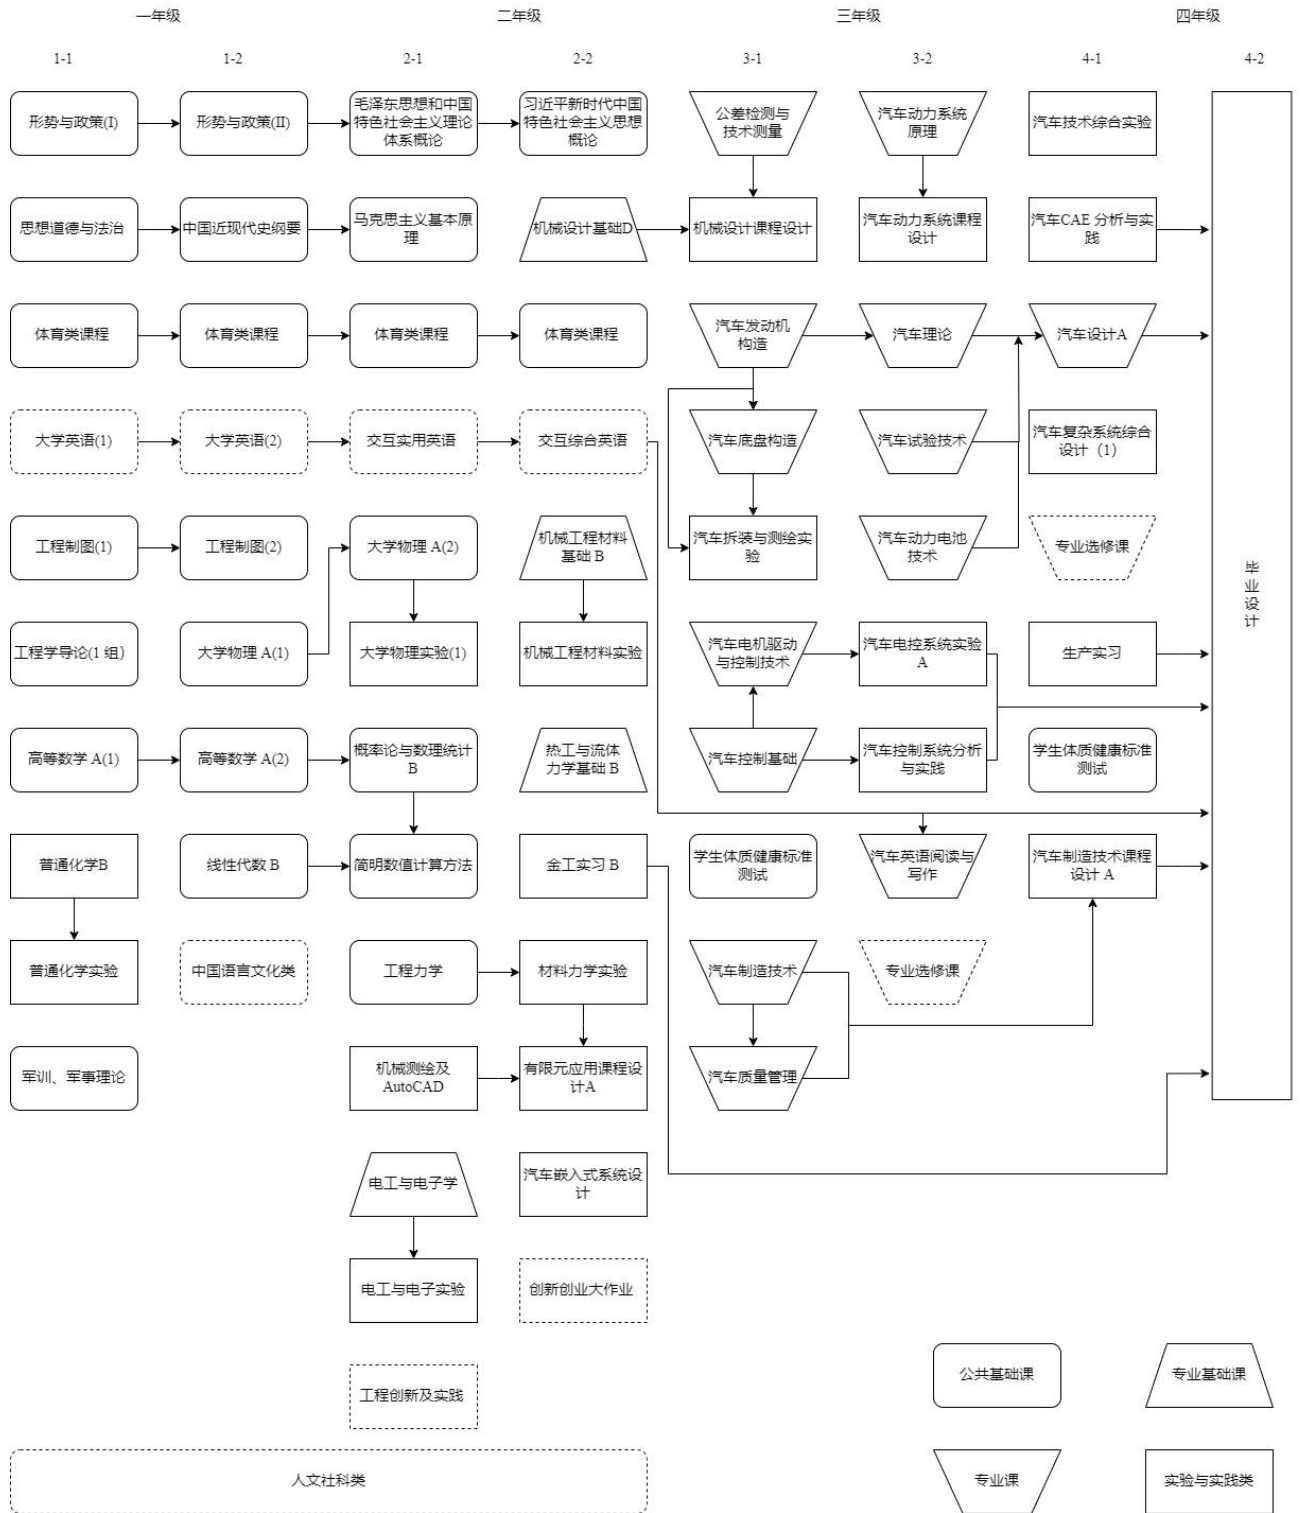 一年级
二年级
三年级
四年级
1-1
1-2
2-1
2-2
3-1
3-2
4-1
4-2
形势与政策(I)
形势与政策(II)
毛泽东思想和中国
特色社会主义理论
体系概论
习近平新时代中国
特色社会主义思想
概论
公差检测与
技术测量
汽车动力系统
原理
汽车技术综合实验
思想道德与法治
中国近现代史纲要
马克思主义基本原
理
机械设计基础D
机械设计课程设计
汽车动力系统课程
设计
汽车CAE 分析与实
践
体育类课程
体育类课程
体育类课程
体育类课程
汽车发动机
构造
汽车理论
汽车设计A
大学英语(1)
大学英语(2)
交互实用英语
交互综合英语
汽车底盘构造
汽车试验技术
汽车复杂系统综合
设计（1）
工程制图(1)
工程制图(2)
大学物理 A(2)
机械工程材料
基础 B
汽车拆装与测绘实
验
汽车动力电池
技术
专业选修课
毕业设计
工程学导论(1 组）
大学物理 A(1)
大学物理实验(1)
机械工程材料实验
汽车电机驱动
与控制技术
汽车电控系统实验
A
生产实习
高等数学 A(1)
高等数学 A(2)
概率论与数理统计
B
热工与流体
力学基础 B
汽车控制基础
汽车控制系统分析
与实践
学生体质健康标准
测试
普通化学B
线性代数 B
简明数值计算方法
金工实习 B
学生体质健康标准
测试
汽车英语阅读与
写作
汽车制造技术课程
设计 A
普通化学实验
中国语言文化类
工程力学
材料力学实验
汽车制造技术
专业选修课
军训、军事理论
机械测绘及
AutoCAD
有限元应用课程设
计A
汽车质量管理
电工与电子学
汽车嵌入式系统设
计
电工与电子实验
创新创业大作业
公共基础课
专业基础课
工程创新及实践
人文社科类
专业课
实验与实践类